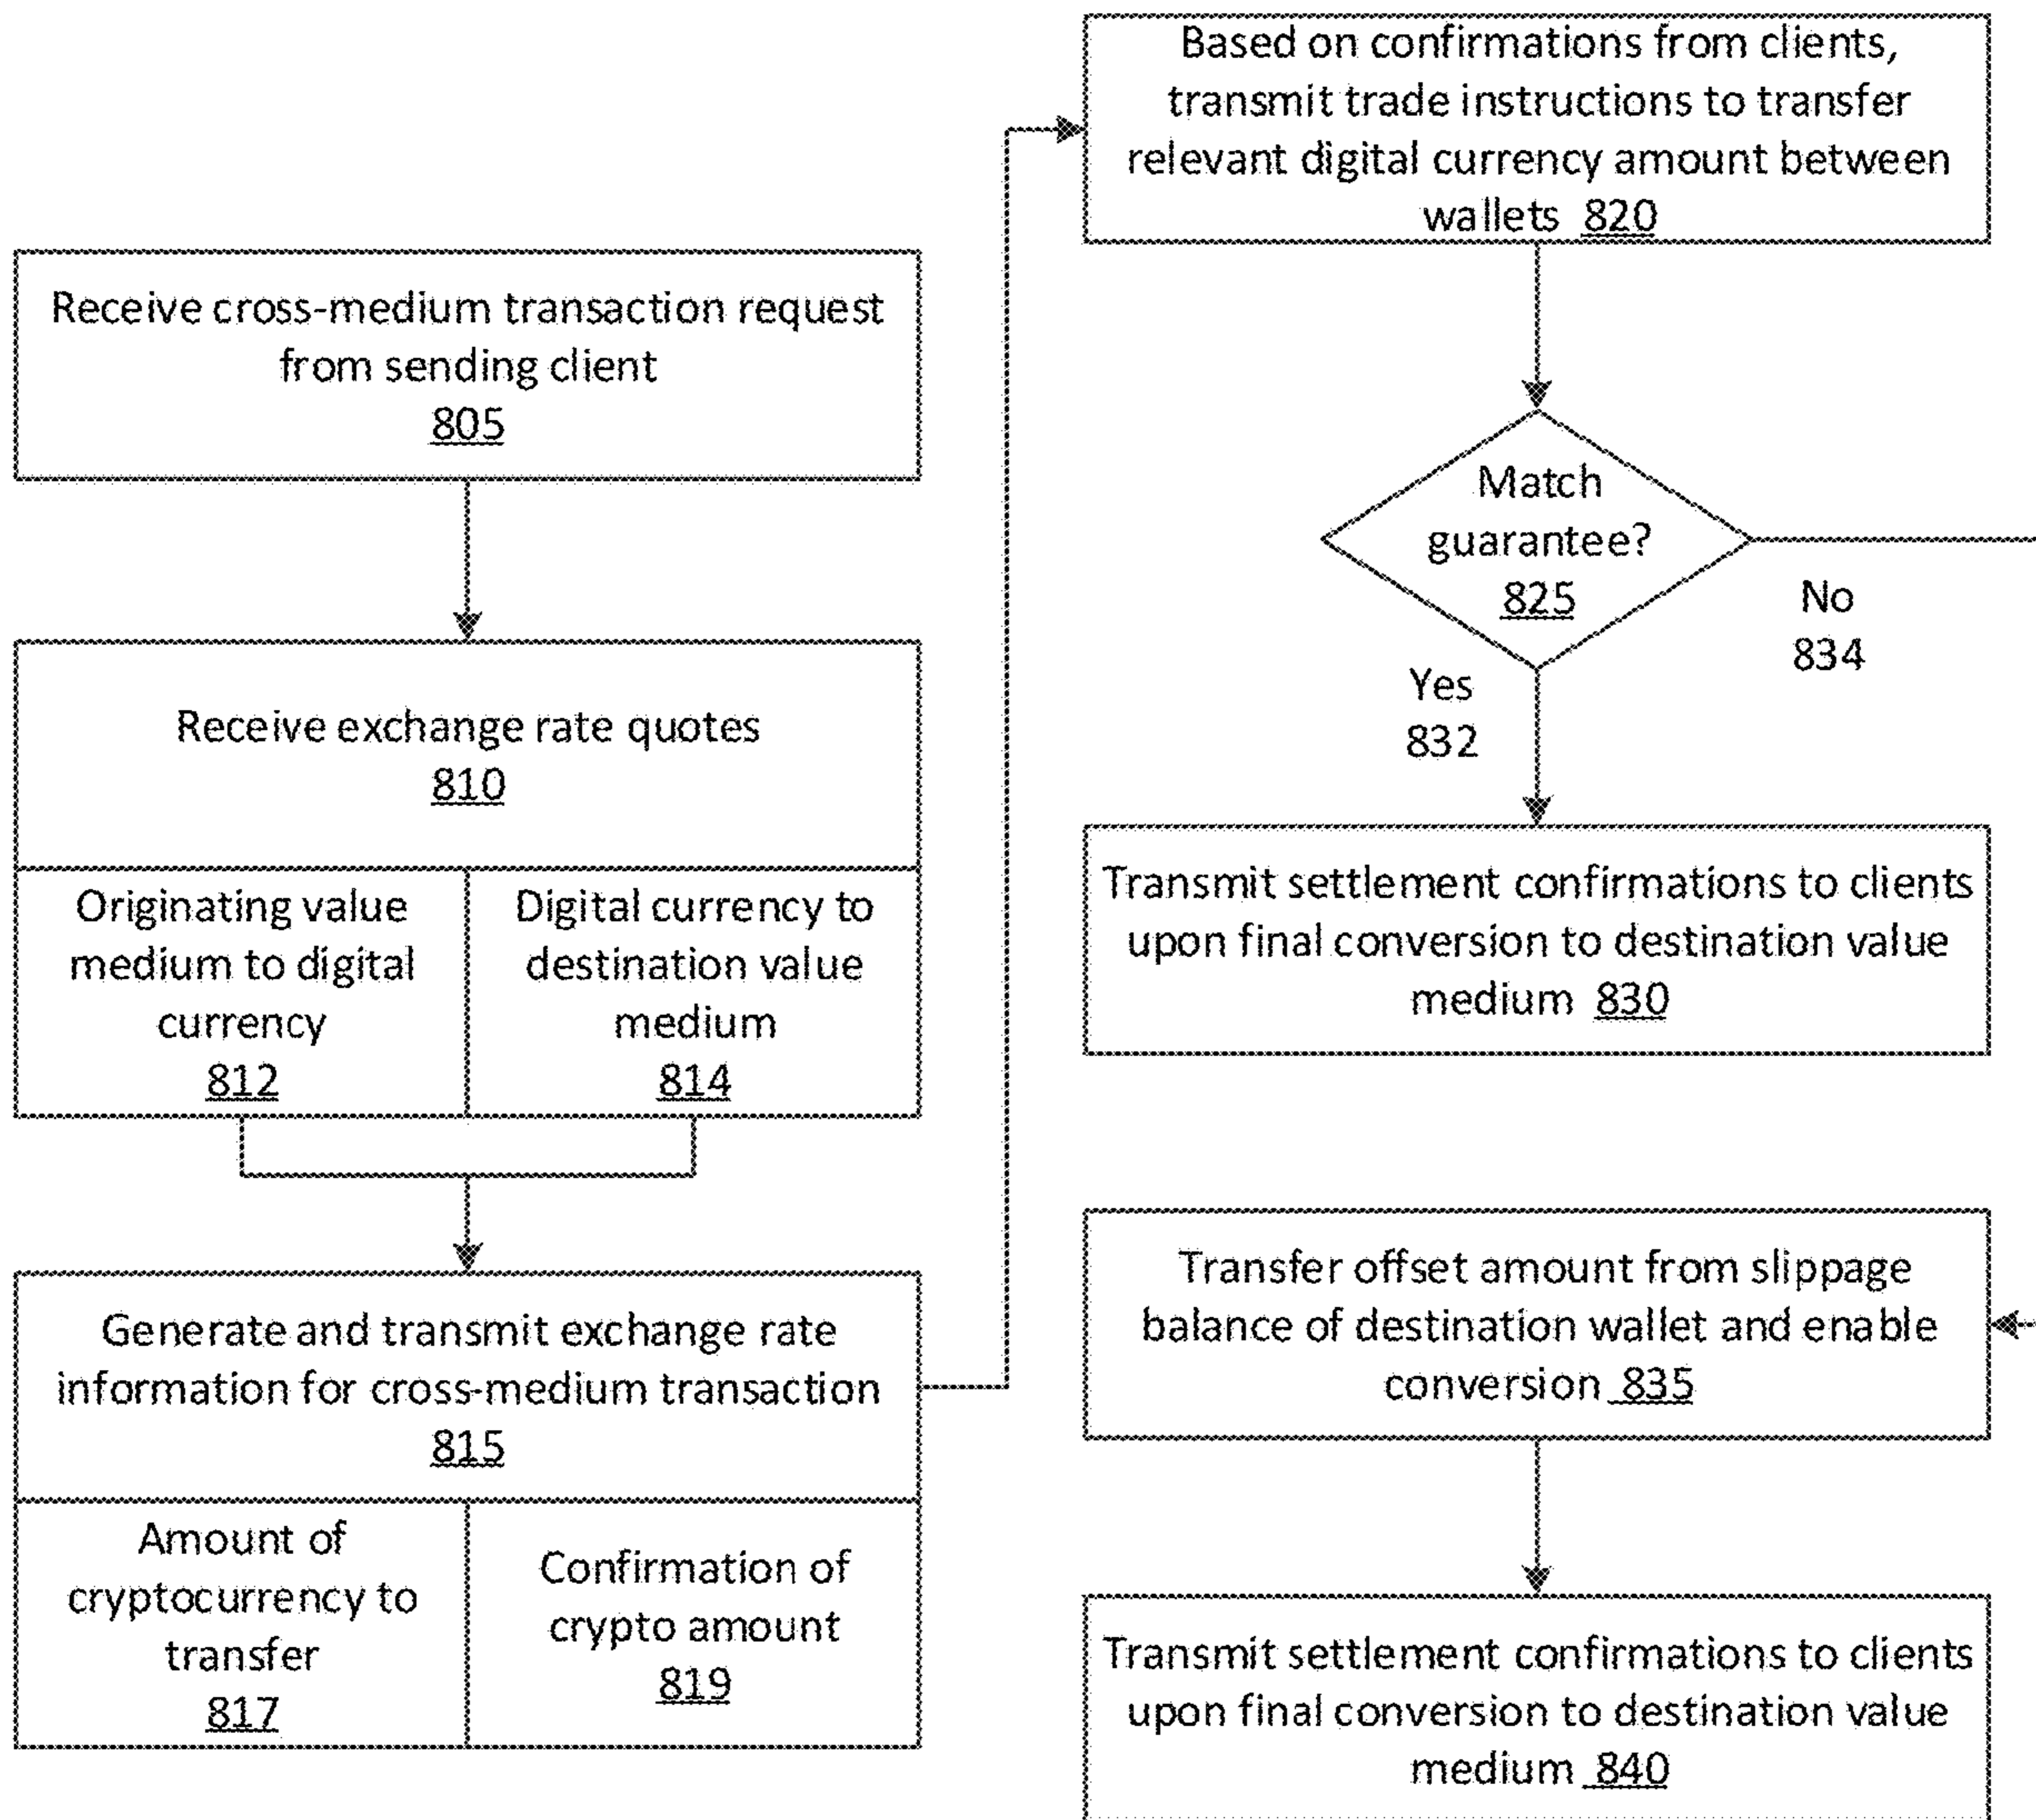 Receive cross-medium transaction request
from sending client
805
Receive exchange rate quotes
810
Originating value
medium to digital
currency
812
Digital currency to
destination value
medium
814
Generate and transmit exchange rate
information for cross-medium transaction
815
Amount of
cryptocurrency to
transfer
817
Confirmation of
crypto amount
819
Based on confirmations from clients,
transmit trade instructions to transfer
relevant digital currency amount between
wallets 820
Match
guarantee?
825
No
834
Yes
832
Transmit settlement confirmations to clients
upon final conversion to destination value
medium 830
Transfer offset amount from slippage
balance of destination wallet and enable
conversion 835
Transmit settlement confirmations to clients
upon final conversion to destination value
medium 840